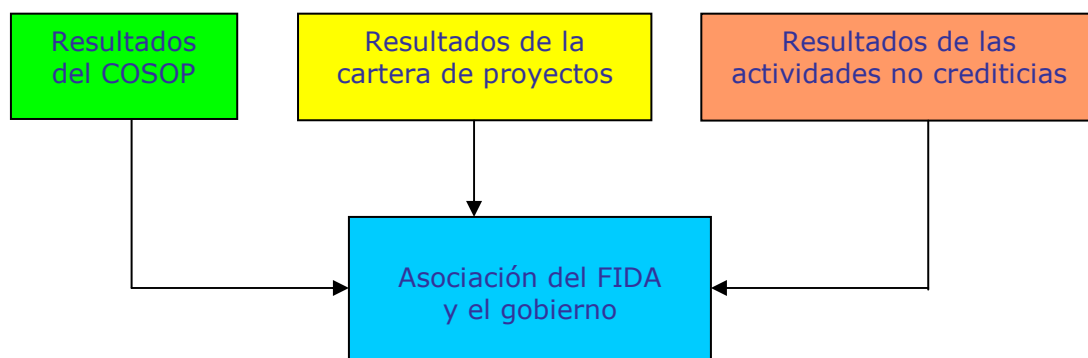 Resultados
del COSOP
Resultados de la
cartera de proyectos
Resultados de las
actividades no crediticias
Asociación del FIDA
y el gobierno